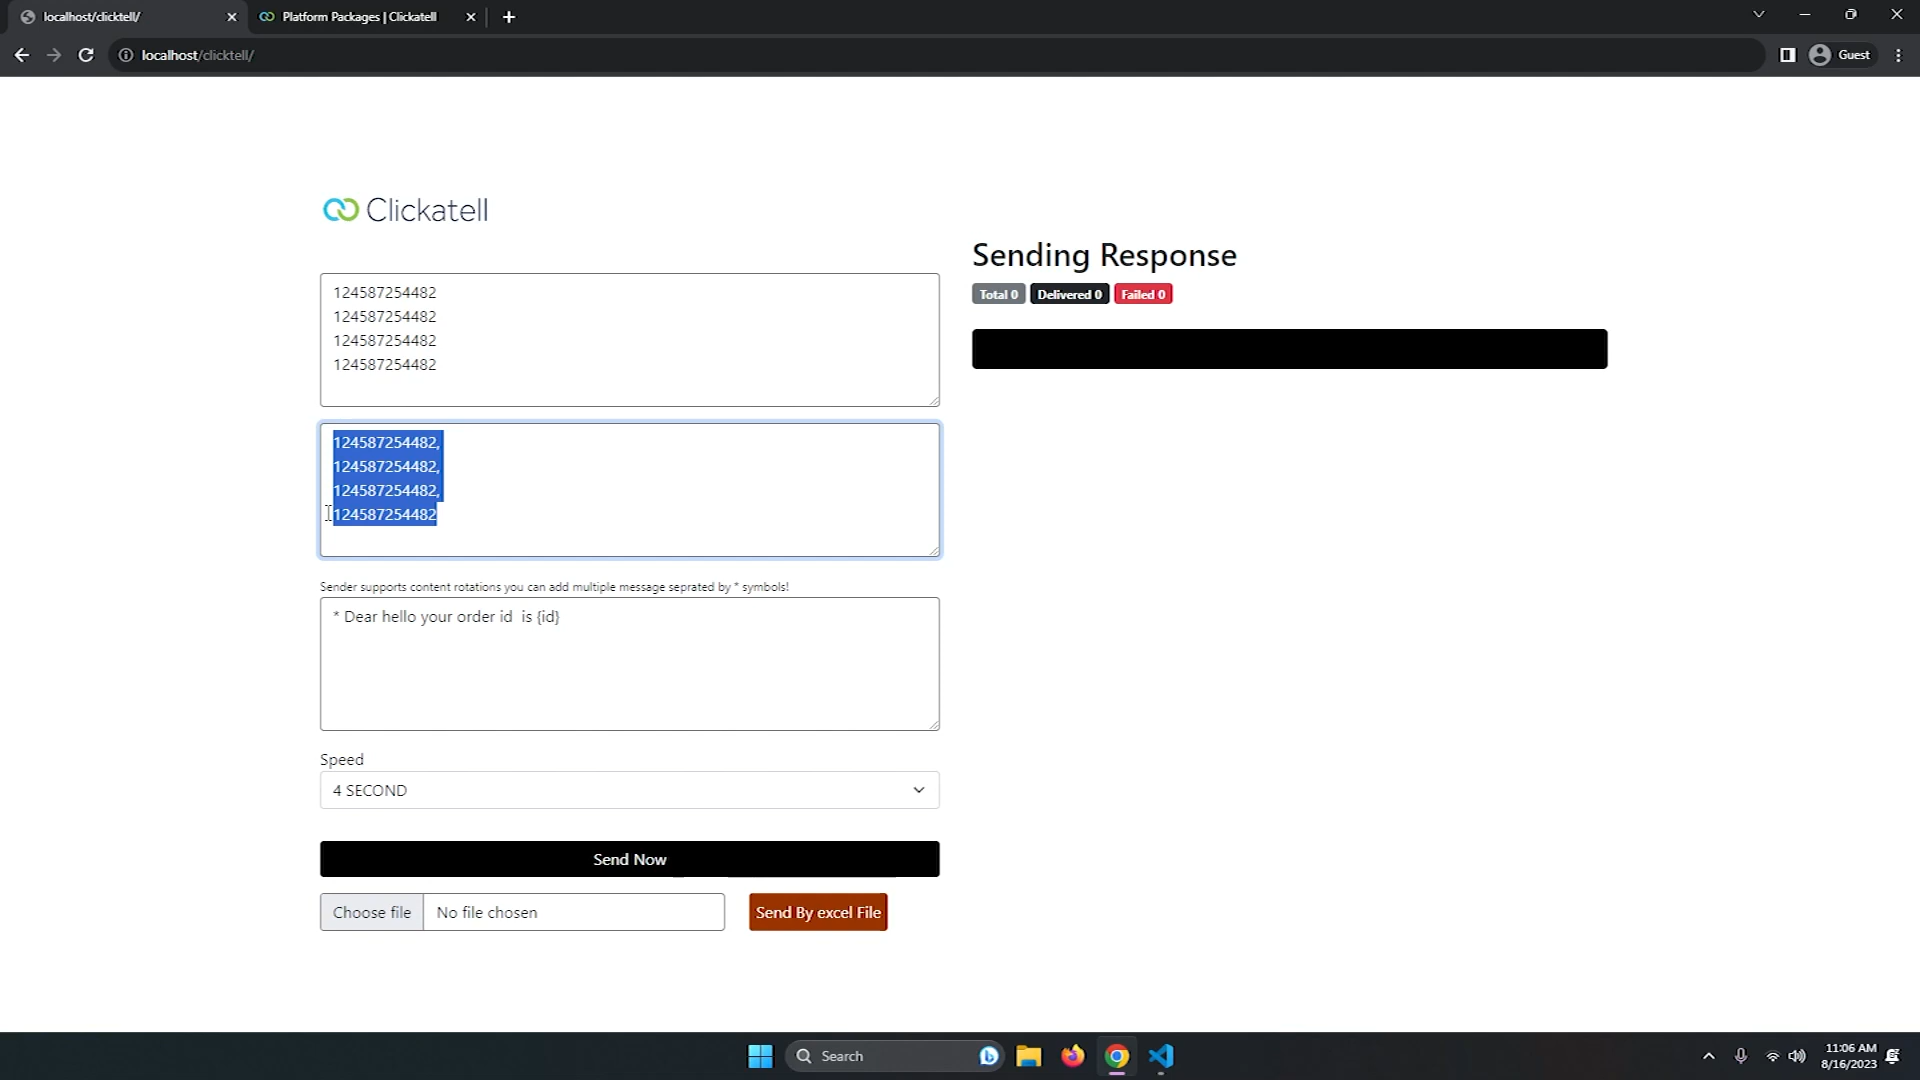 localhost/clicktell/
Platform Packages | Clickatell
localhost/clicktell/
Guest
Clickatell
Sending Response
Total 0 Delivered 0 Failed 0
124587254482
124587254482
124587254482
124587254482
124587254482,
124587254482,
124587254482,
124587254482
Sender supports content rotations you can add multiple message seprated by * symbols!
* Dear hello your order id  is {id}
Speed
4 SECOND
Send Now
Choose file No file chosen
Send By excel File
Search
11:06 AM
8/16/2023